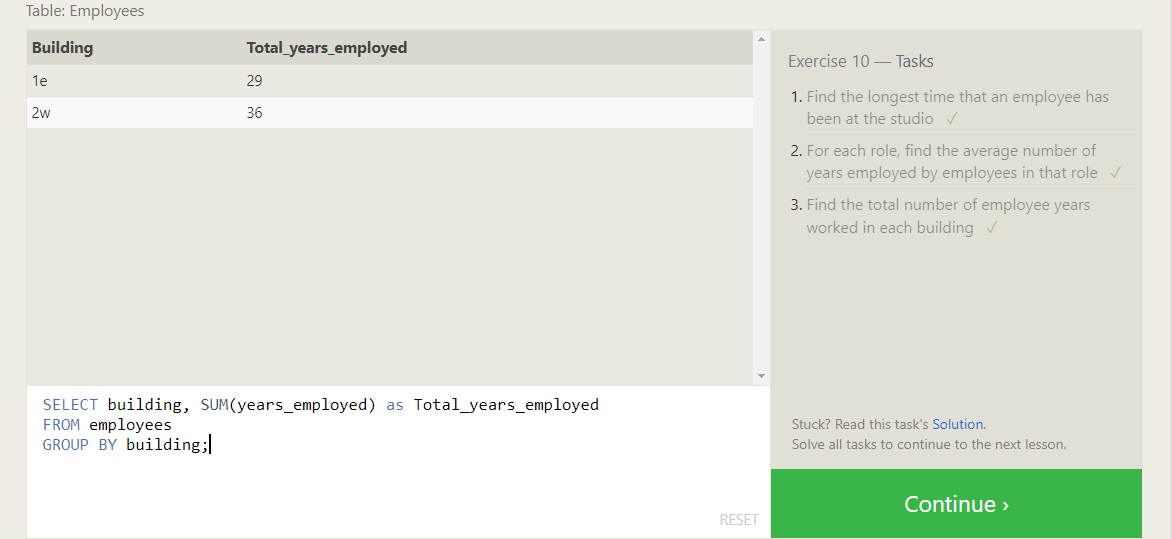 Table: Employees
Building Total_years_employed
1e 29
2w 36
SELECT building, SUM(years_employed) as Total_years_employed
FROM employees
GROUP BY building;
RESET
Exercise 10 — Tasks
1. Find the longest time that an employee has
been at the studio ✓
2. For each role, find the average number of
years employed by employees in that role ✓
3. Find the total number of employee years
worked in each building ✓
Stuck? Read this task's Solution.
Solve all tasks to continue to the next lesson.
Continue ›